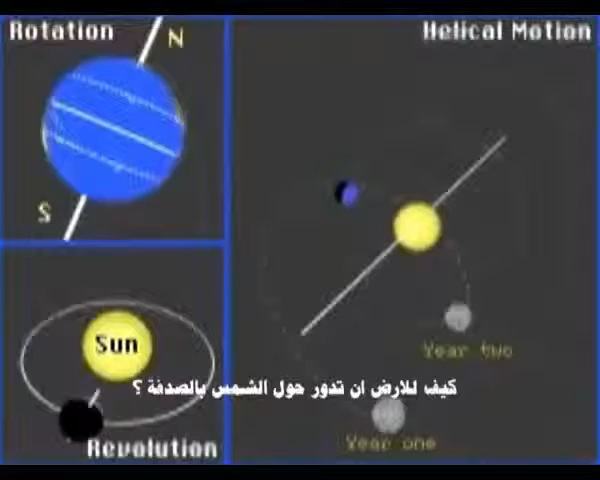 Rotation
N
S
Helical Motion
Sun
Year two
كيف للارض ان تدور حول الشمس بالصدفة ؟
Year one
Revolution